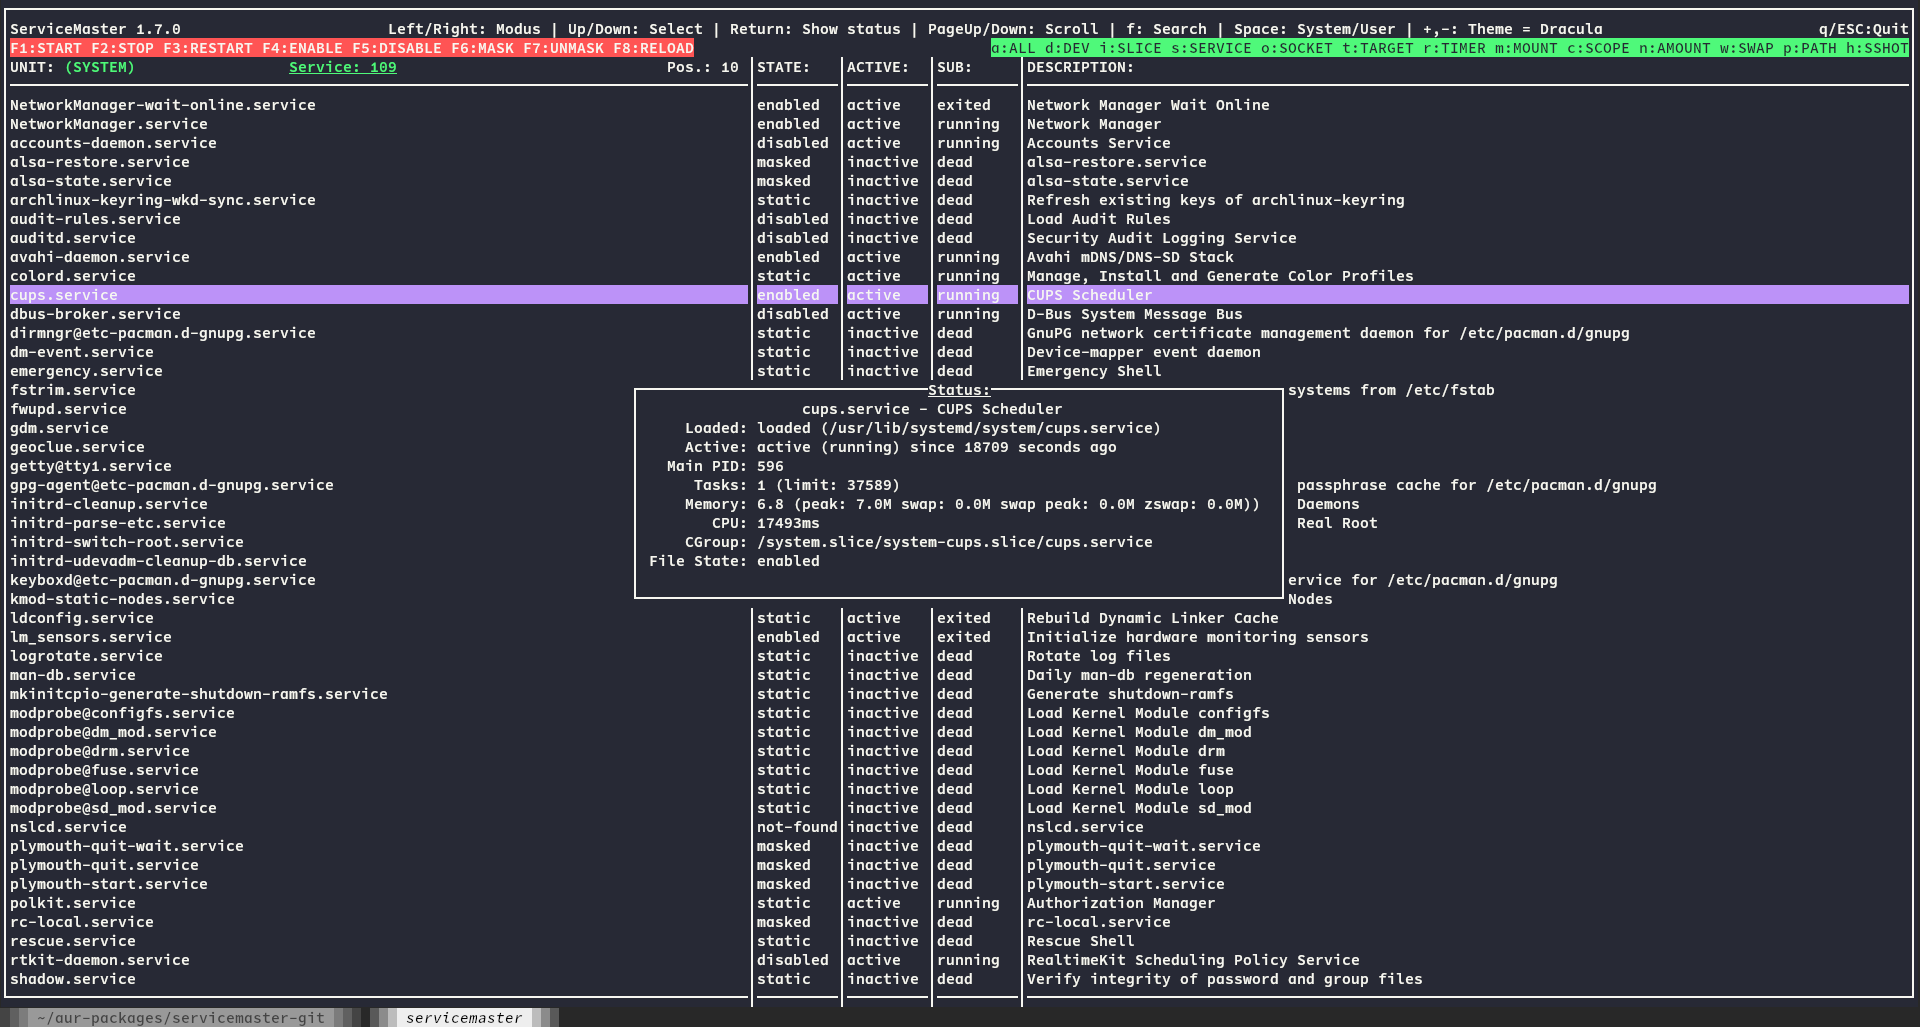 ServiceMaster 1.7.0 Left/Right: Modus | Up/Down: Select | Return: Show status | PageUp/Down: Scroll | f: Search | Space: System/User | +,-: Theme = Dracula q/ESC:Quit
F1:START F2:STOP F3:RESTART F4:ENABLE F5:DISABLE F6:MASK F7:UNMASK F8:RELOAD a:ALL d:DEV i:SLICE s:SERVICE o:SOCKET t:TARGET r:TIMER m:MOUNT c:SCOPE n:AMOUNT w:SWAP p:PATH h:SSHOT
UNIT: (SYSTEM) Service: 109 Pos.: 10 STATE: ACTIVE: SUB: DESCRIPTION:
NetworkManager-wait-online.service enabled active exited Network Manager Wait Online
NetworkManager.service enabled active running Network Manager
accounts-daemon.service disabled active running Accounts Service
alsa-restore.service masked inactive dead alsa-restore.service
alsa-state.service masked inactive dead alsa-state.service
archlinux-keyring-wkd-sync.service static inactive dead Refresh existing keys of archlinux-keyring
audit-rules.service disabled inactive dead Load Audit Rules
auditd.service disabled inactive dead Security Audit Logging Service
avahi-daemon.service enabled active running Avahi mDNS/DNS-SD Stack
colord.service static active running Manage, Install and Generate Color Profiles
cups.service enabled active running CUPS Scheduler
dbus-broker.service disabled active running D-Bus System Message Bus
dirmngr@etc-pacman.d-gnupg.service static inactive dead GnuPG network certificate management daemon for /etc/pacman.d/gnupg
dm-event.service static inactive dead Device-mapper event daemon
emergency.service static inactive dead Emergency Shell
fstrim.service Status: systems from /etc/fstab
fwupd.service cups.service - CUPS Scheduler
gdm.service Loaded: loaded (/usr/lib/systemd/system/cups.service)
geoclue.service Active: active (running) since 18709 seconds ago
getty@tty1.service Main PID: 596
gpg-agent@etc-pacman.d-gnupg.service Tasks: 1 (limit: 37589) passphrase cache for /etc/pacman.d/gnupg
initrd-cleanup.service Memory: 6.8 (peak: 7.0M swap: 0.0M swap peak: 0.0M zswap: 0.0M)) Daemons
initrd-parse-etc.service CPU: 17493ms Real Root
initrd-switch-root.service CGroup: /system.slice/system-cups.slice/cups.service
initrd-udevadm-cleanup-db.service File State: enabled
keyboxd@etc-pacman.d-gnupg.service ervice for /etc/pacman.d/gnupg
kmod-static-nodes.service Nodes
ldconfig.service static active exited Rebuild Dynamic Linker Cache
lm_sensors.service enabled active exited Initialize hardware monitoring sensors
logrotate.service static inactive dead Rotate log files
man-db.service static inactive dead Daily man-db regeneration
mkinitcpio-generate-shutdown-ramfs.service static inactive dead Generate shutdown-ramfs
modprobe@configfs.service static inactive dead Load Kernel Module configfs
modprobe@dm_mod.service static inactive dead Load Kernel Module dm_mod
modprobe@drm.service static inactive dead Load Kernel Module drm
modprobe@fuse.service static inactive dead Load Kernel Module fuse
modprobe@loop.service static inactive dead Load Kernel Module loop
modprobe@sd_mod.service static inactive dead Load Kernel Module sd_mod
nslcd.service not-found inactive dead nslcd.service
plymouth-quit-wait.service masked inactive dead plymouth-quit-wait.service
plymouth-quit.service masked inactive dead plymouth-quit.service
plymouth-start.service masked inactive dead plymouth-start.service
polkit.service static active running Authorization Manager
rc-local.service masked inactive dead rc-local.service
rescue.service static inactive dead Rescue Shell
rtkit-daemon.service disabled active running RealtimeKit Scheduling Policy Service
shadow.service static inactive dead Verify integrity of password and group files
~/aur-packages/servicemaster-git servicemaster